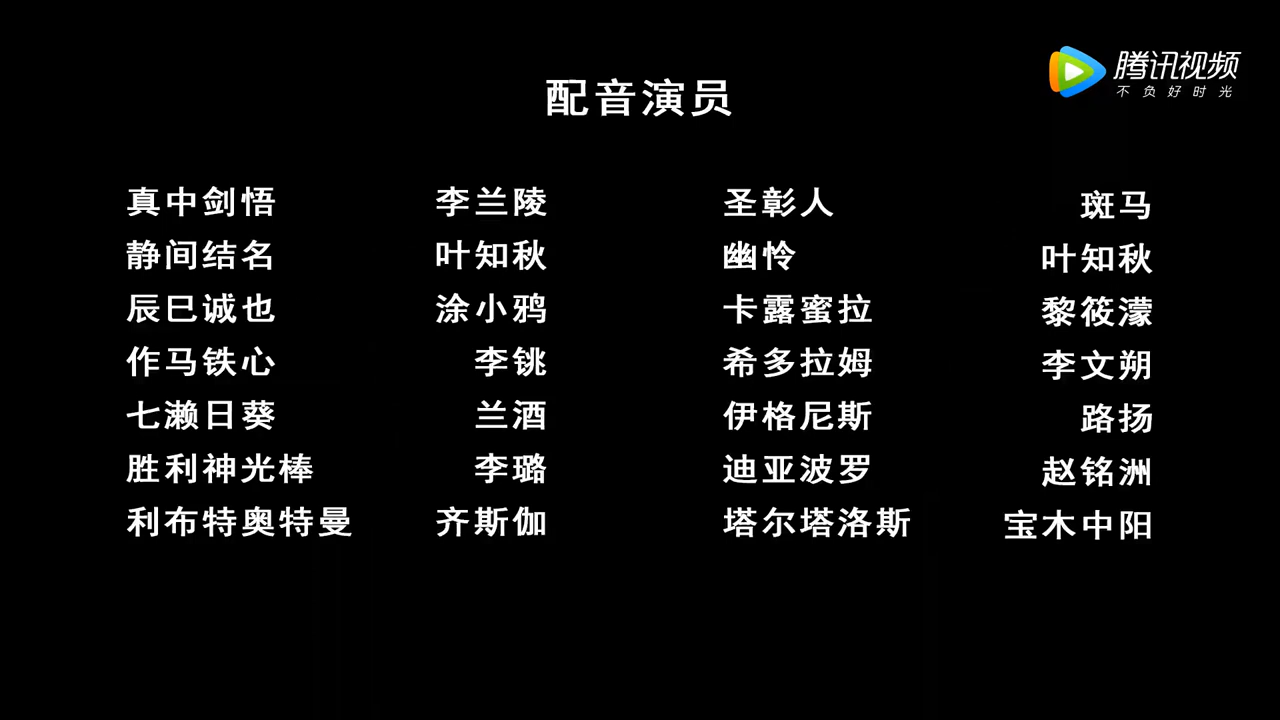 腾讯视频
不负好时光
配音演员
真中剑悟 李兰陵 圣彰人 斑马
静间结名 叶知秋 幽怜 叶知秋
辰巳诚也 涂小鸦 卡露蜜拉 黎筱濛
作马铁心 李铫 希多拉姆 李文朔
七濑日葵 兰酒 伊格尼斯 路扬
胜利神光棒 李璐 迪亚波罗 赵铭洲
利布特奥特曼 齐斯伽 塔尔塔洛斯 宝木中阳